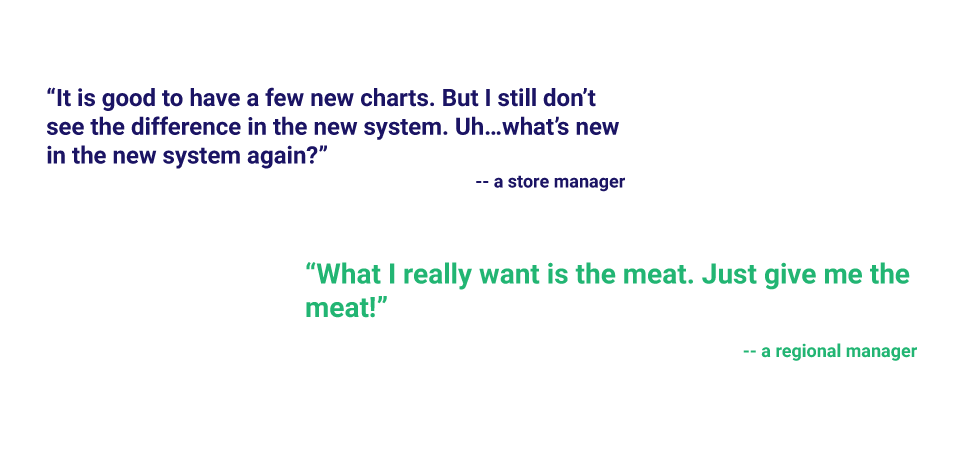 “It is good to have a few new charts. But I still don’t
see the difference in the new system. Uh...what’s new
in the new system again?”
-- a store manager
“What I really want is the meat. Just give me the
meat!”
-- a regional manager